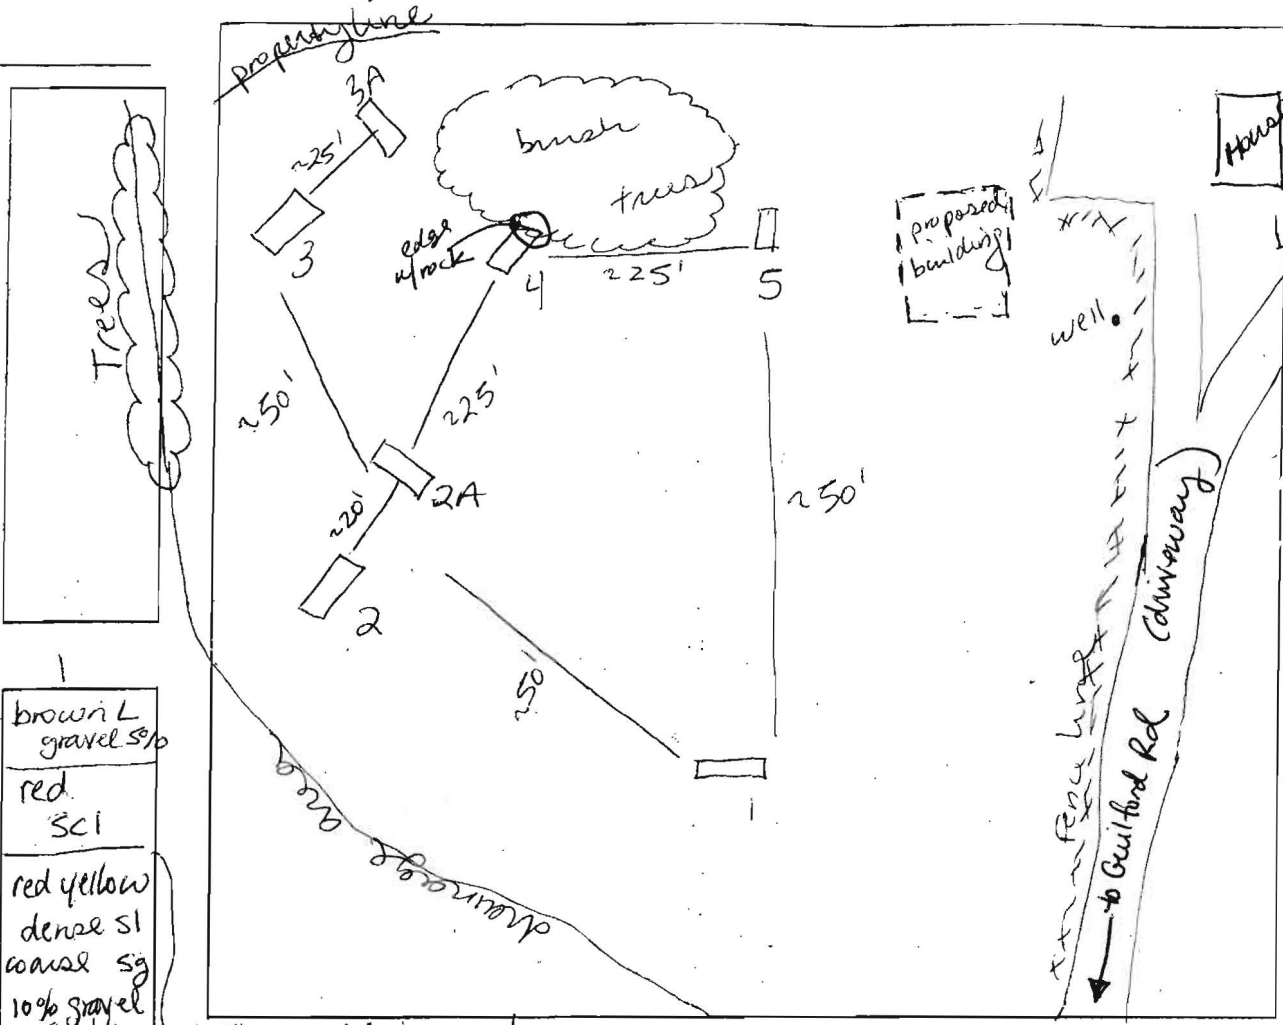 property line
3A
~25'
3
brush
trees
edge
w/rock
4
~25'
5
proposed
building
House
well
Trees
~50'
~25'
2A
~20'
2
~50'
~50
1
drainage area
Fence Line
(driveway)
to Guilford Rd
1
brown L
gravel 5%
red
SCl
red yellow
dense Sl
coarse sg
10% gravel